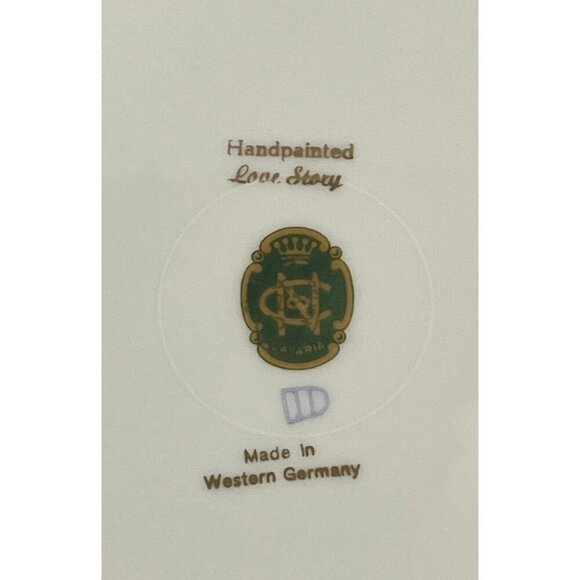 Handpainted
Love Story
BAVARIA
Made In
Western Germany